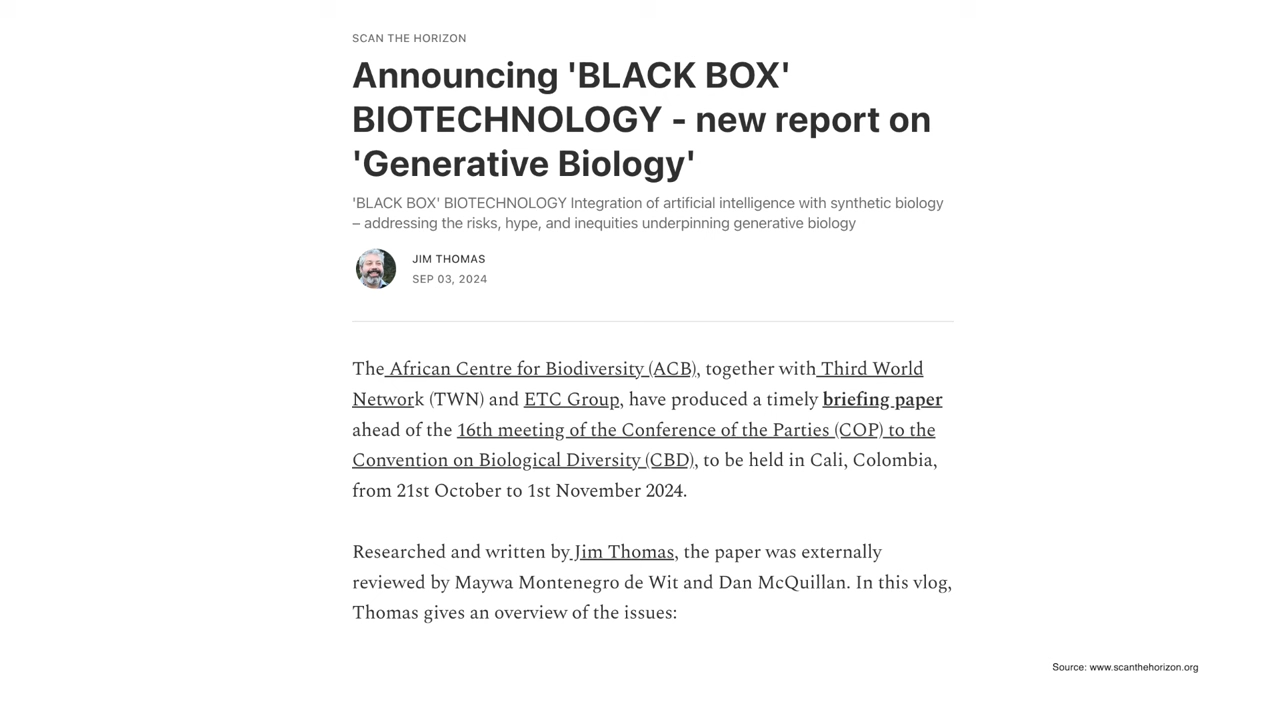 SCAN THE HORIZON
Announcing 'BLACK BOX'
BIOTECHNOLOGY - new report on
'Generative Biology'
'BLACK BOX' BIOTECHNOLOGY Integration of artificial intelligence with synthetic biology
– addressing the risks, hype, and inequities underpinning generative biology
JIM THOMAS
SEP 03, 2024
The African Centre for Biodiversity (ACB), together with Third World
Network (TWN) and ETC Group, have produced a timely briefing paper
ahead of the 16th meeting of the Conference of the Parties (COP) to the
Convention on Biological Diversity (CBD), to be held in Cali, Colombia,
from 21st October to 1st November 2024.
Researched and written by Jim Thomas, the paper was externally
reviewed by Maywa Montenegro de Wit and Dan McQuillan. In this vlog,
Thomas gives an overview of the issues:
Source: www.scanthehorizon.org